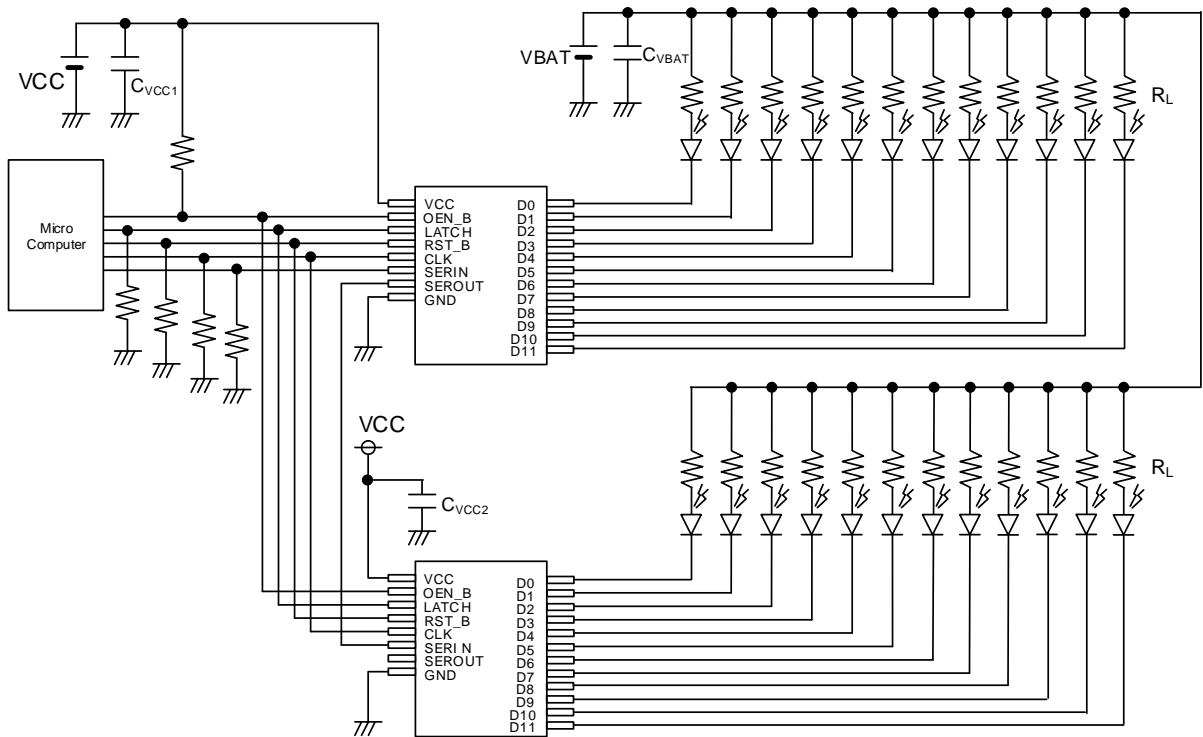 VCC
CVCC1
VBAT
CVBAT
RL
Micro
Computer
VCC
OEN_B
LATCH
RST_B
CLK
SERIN
SEROUT
GND
D0
D1
D2
D3
D4
D5
D6
D7
D8
D9
D10
D11
VCC
CVCC2
RL
VCC
OEN_B
LATCH
RST_B
CLK
SERI N
SEROUT
GND
D0
D1
D2
D3
D4
D5
D6
D7
D8
D9
D10
D11